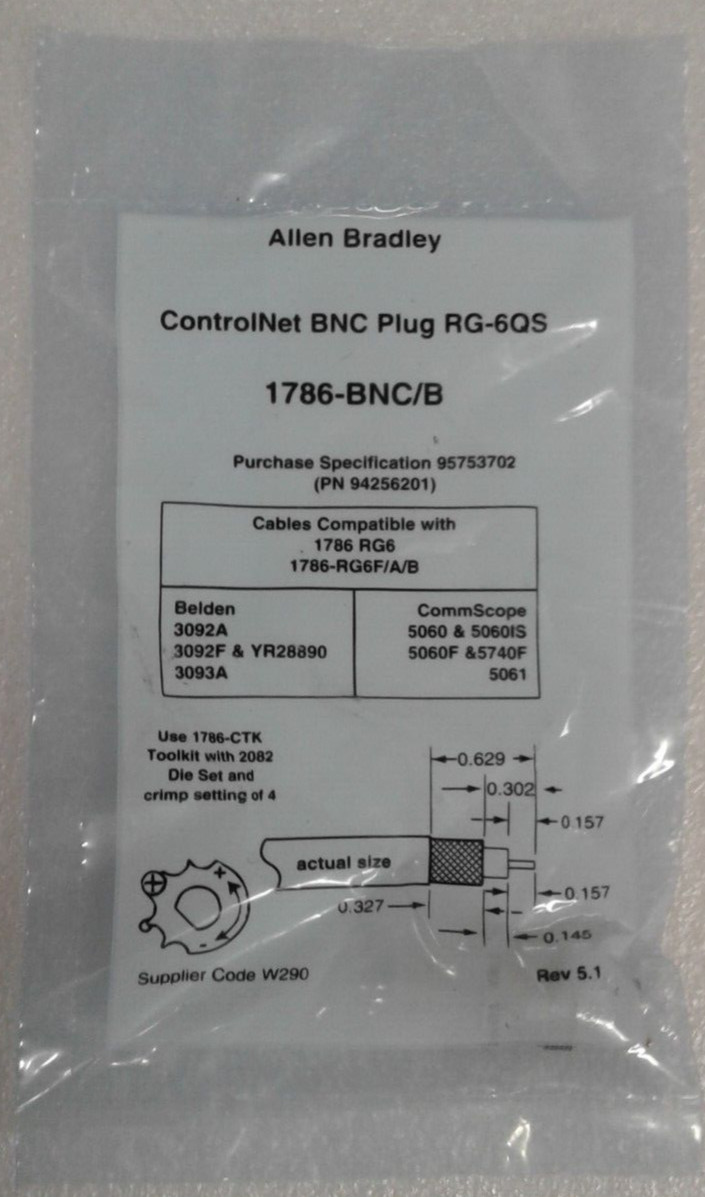 Allen Bradley
ControlNet BNC Plug RG-6QS
1786-BNC/B
Purchase Specification 95753702
(PN 94256201)
Cables Compatible with
1786 RG6
1786-RG6F/A/B
Belden
3092A
3092F & YR28890
3093A
CommScope
5060 & 5060IS
5060F &5740F
5061
Use 1786-CTK
Toolkit with 2082
Die Set and
crimp setting of 4
0.629
0.302
0.157
actual size
0.157
0.327
0.145
+
-
Supplier Code W290
Rev 5.1